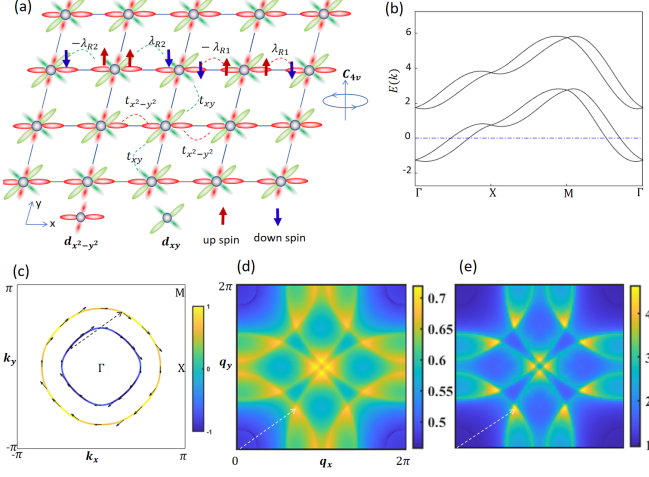 (a)
−λR2
λR2
− λR1
λR1
txy
C4v
tx²−y²
txy
tx²−y²
y
x
dx²−y²
dxy
up spin
down spin
(b)
E(k)
6
4
2
0
-2
Γ
X
M
Γ
(c)
π
M
ky
Γ
X
-π
-π
kx
π
1
0
-1
(d)
2π
qy
0
qx
2π
0.7
0.65
0.6
0.55
0.5
0.45
(e)
4
3
2
1